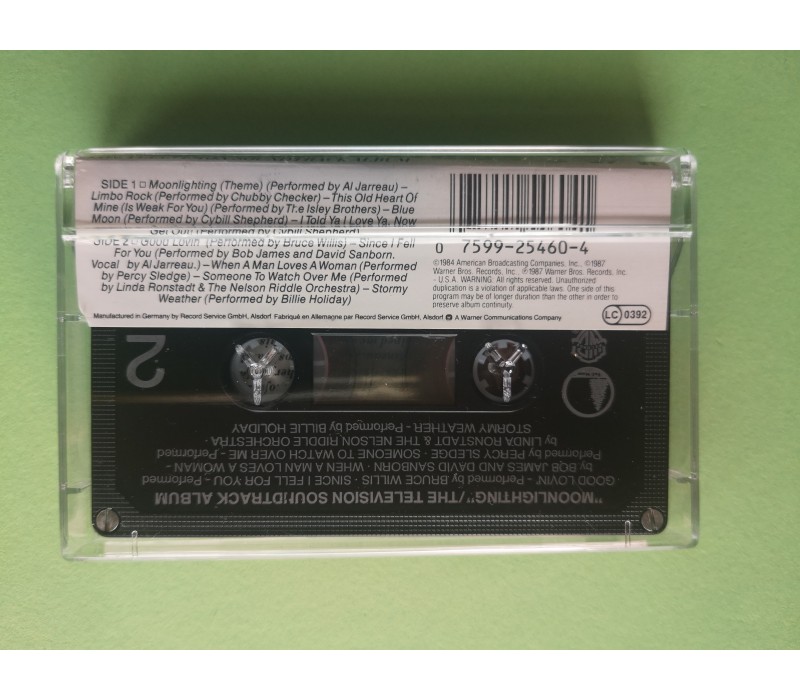 SIDE 1 □ Moonlighting (Theme) (Performed by Al Jarreau) –
Limbo Rock (Performed by Chubby Checker) – This Old Heart Of
Mine (Is Weak For You) (Performed by The Isley Brothers) – Blue
Moon (Performed by Cybill Shepherd) – I Told Ya I Love Ya, Now
Get Out! (Performed by Cybill Shepherd)
SIDE 2 □ Good Lovin' (Performed by Bruce Willis) – Since I Fell
For You (Performed by Bob James and David Sanborn.
Vocal by Al Jarreau.) – When A Man Loves A Woman (Performed
by Percy Sledge) – Someone To Watch Over Me (Performed
by Linda Ronstadt & The Nelson Riddle Orchestra) – Stormy
Weather (Performed by Billie Holiday)
0 7599-25460-4
©1984 American Broadcasting Companies, Inc., ©1987
Warner Bros. Records, Inc., ℗1987 Warner Bros. Records, Inc.
- U.S.A. WARNING: All rights reserved. Unauthorized
duplication is a violation of applicable laws. One side of this
program may be of longer duration than the other in order to
preserve album continuity.
Manufactured in Germany by Record Service GmbH, Alsdorf. Fabriqué en Allemagne par Record Service GmbH, Alsdorf. A Warner Communications Company
LC 0392
2
"MOONLIGHTING"/THE TELEVISION SOUNDTRACK ALBUM
GOOD LOVIN' - Performed by BRUCE WILLIS · SINCE I FELL FOR YOU - Performed
by BOB JAMES AND DAVID SANBORN · WHEN A MAN LOVES A WOMAN -
Performed by PERCY SLEDGE · SOMEONE TO WATCH OVER ME - Performed
by LINDA RONSTADT & THE NELSON RIDDLE ORCHESTRA ·
STORMY WEATHER - Performed by BILLIE HOLIDAY